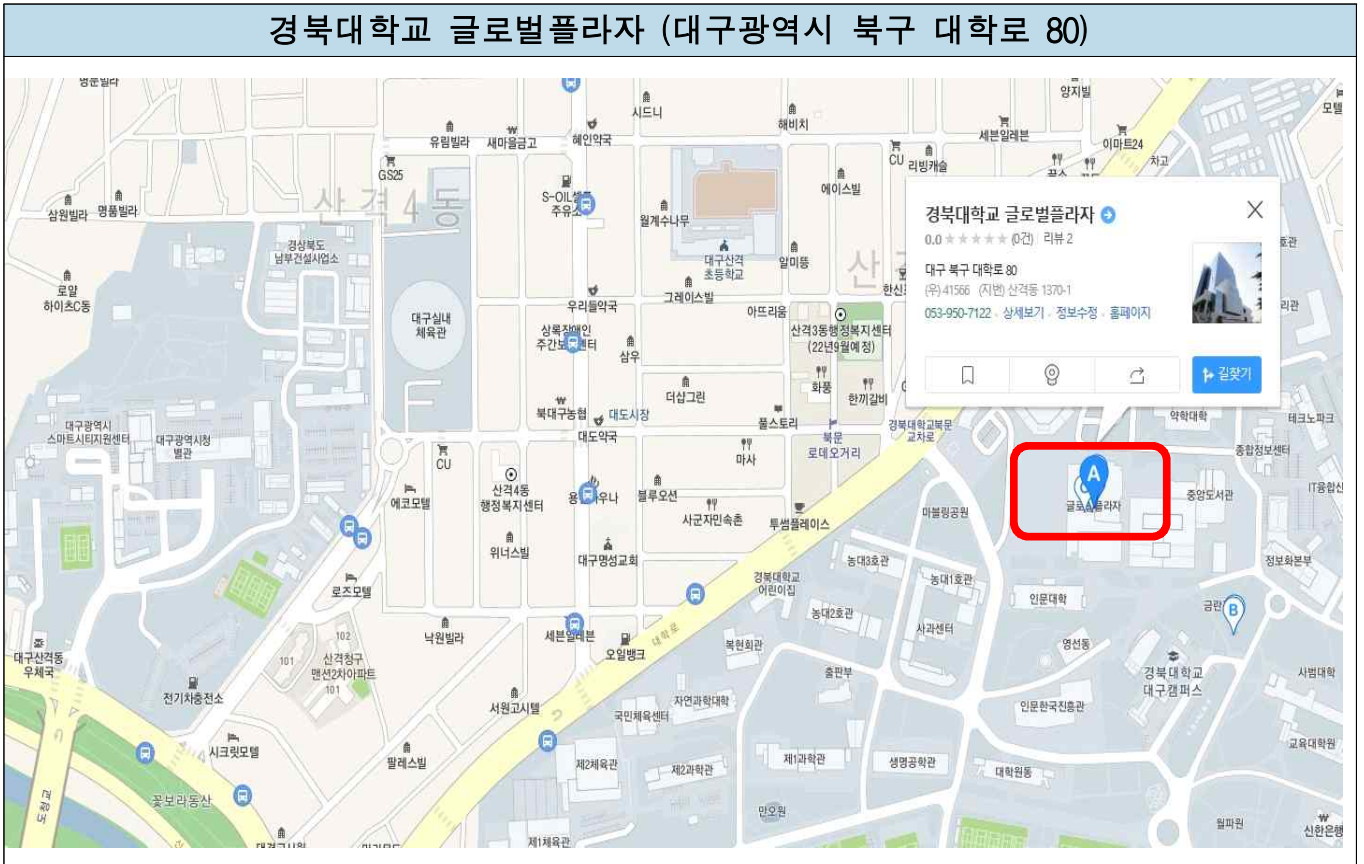 경북대학교 글로벌플라자 (대구광역시 북구 대학로 80)
명문빌라
시드니
양지빌
모텔
유림빌라
새마을금고
혜인약국
해비치
세븐일레븐
이마트24
GS25
CU
리빙캐슬
차고
산격4동
S-OIL
주유소
에이스빌
삼원빌라
명품빌라
월계수나무
경북대학교 글로벌플라자
0.0 ★★★★★ (0건) 리뷰 2
대구 북구 대학로 80
(우) 41566 (지번) 산격동 1370-1
053-950-7122 · 상세보기 · 정보수정 · 홈페이지
길찾기
경상북도
남부건설사업소
대구산격
초등학교
알미뚱
로얄
하이츠C동
그레이스빌
우리들약국
아뜨리움
대구실내
체육관
산격3동행정복지센터
(22년9월예정)
상록장애인
삼우
화풍
한끼갈비
더샵그린
북대구농협
대도시장
대도약국
풀스토리
북문
로데오거리
경북대학교북문
교차로
약학대학
테크노파크
대구광역시
스마트시티지원센터
대구광역시청
별관
CU
마사
종합정보센터
A
에코모텔
산격4동
행정복지센터
블루오션
사군자민속촌
투썸플레이스
마블링공원
중앙도서관
위너스빌
대구명성교회
농대3호관
정보화본부
로즈모텔
경북대학교
어린이집
농대1호관
인문대학
B
농대2호관
낙원빌라
오일뱅크
대학로
복현회관
사과센터
영선동
102
101
산격청구
맨션2차아파트
101
대구산격동
우체국
전기차충전소
출판부
경북대학교
대구캠퍼스
사범대학
서원고시텔
자연과학대학
국민체육센터
인문한국진흥관
시크릿모텔
팔레스빌
제2체육관
제2과학관
제1과학관
생명공학관
대학원동
교육대학원
꽃보라동산
도청교
만오원
월파원
신한은행
제1체육관